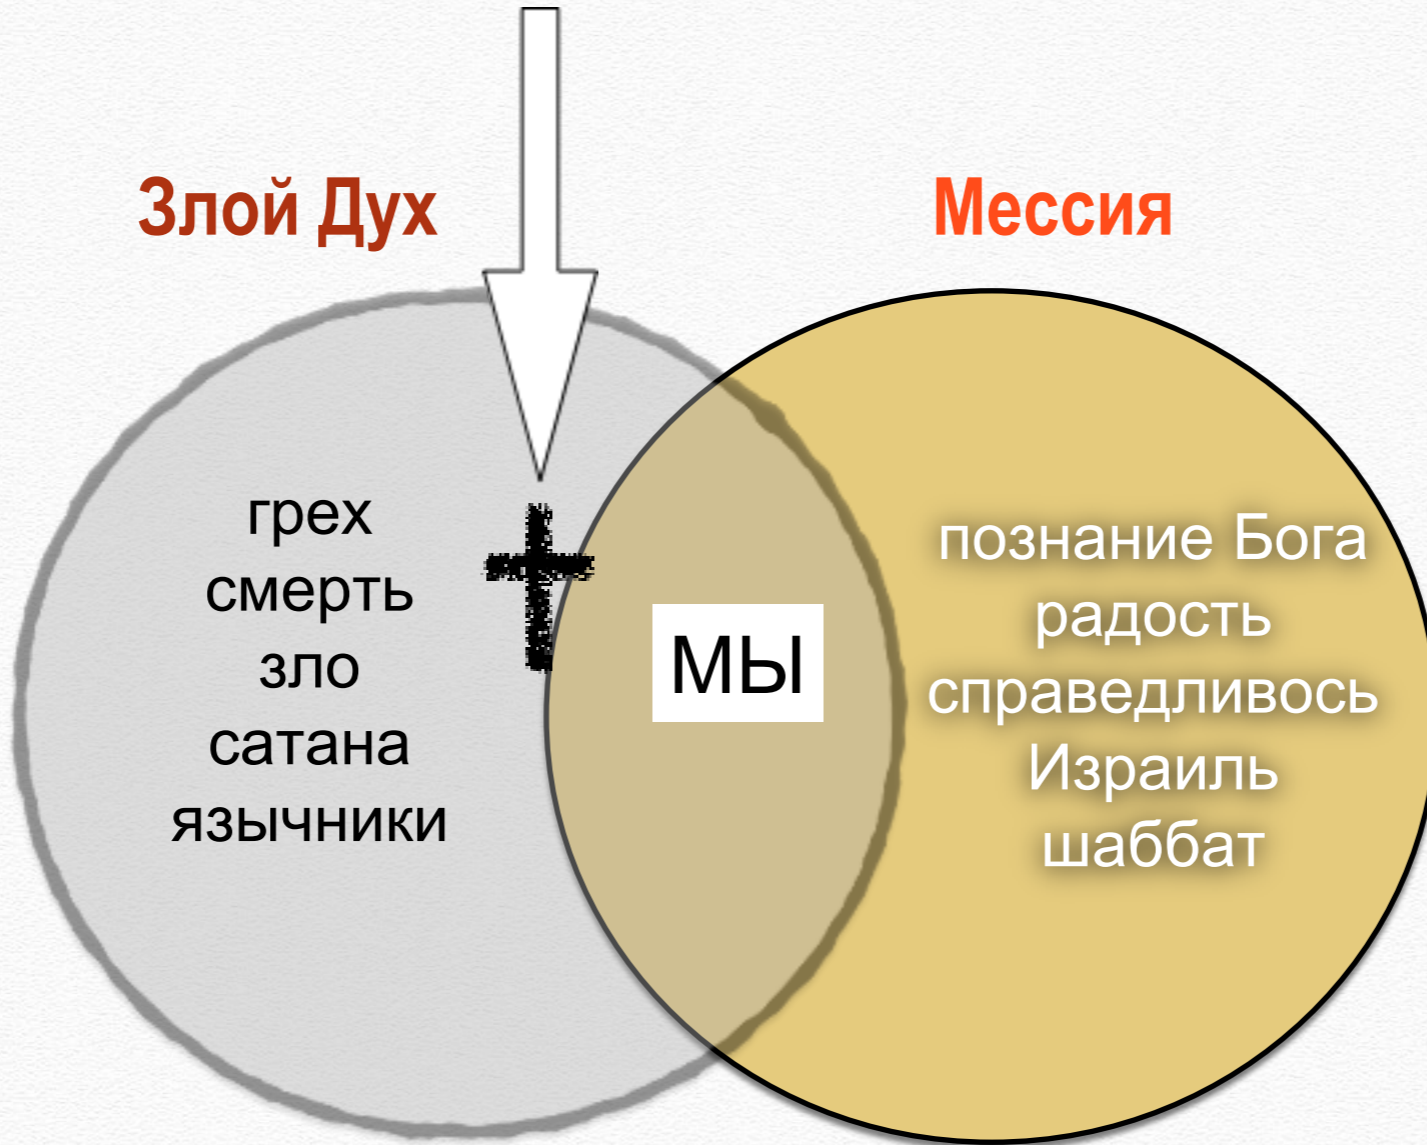 Злой Дух
Мессия
грех
смерть
зло
сатана
язычники
МЫ
познание Бога
радость
справедливось
Израиль
шаббат